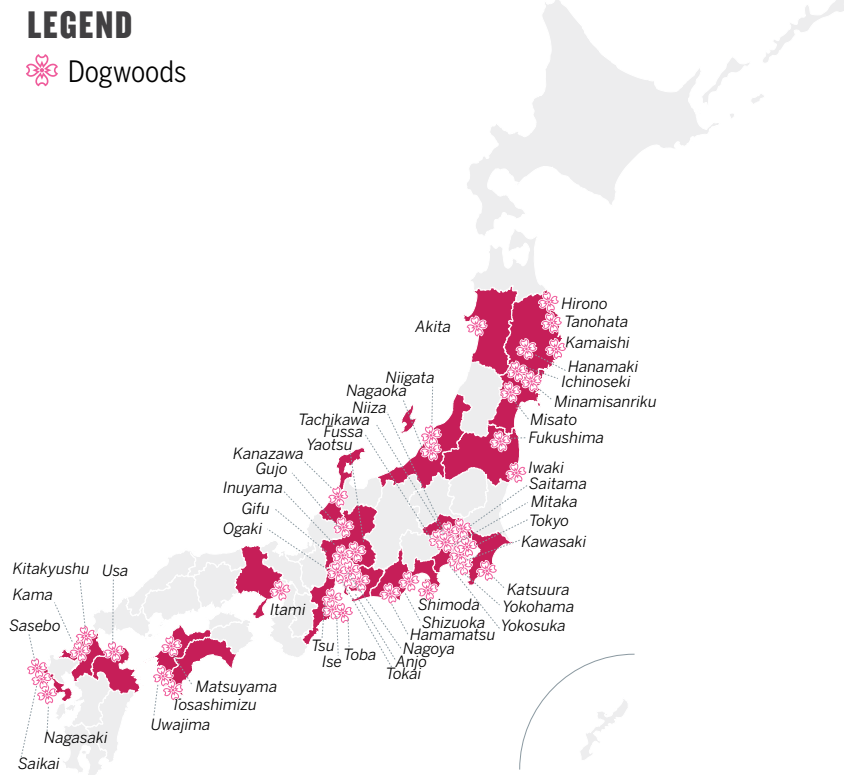 LEGEND
Dogwoods
Hirono
Tanohata
Akita
Kamaishi
Hanamaki
Ichinoseki
Niigata
Nagaoka
Minamisanriku
Niiza
Tachikawa
Misato
Fussa
Fukushima
Yaotsu
Kanazawa
Gujo
Iwaki
Saitama
Inuyama
Mitaka
Gifu
Tokyo
Ogaki
Kawasaki
Kitakyushu
Usa
Katsuura
Kama
Shimoda
Yokohama
Itami
Shizuoka
Yokosuka
Sasebo
Hamamatsu
Tsu
Nagoya
Toba
Ise
Anjo
Tokai
Matsuyama
Tosashimizu
Uwajima
Nagasaki
Saikai